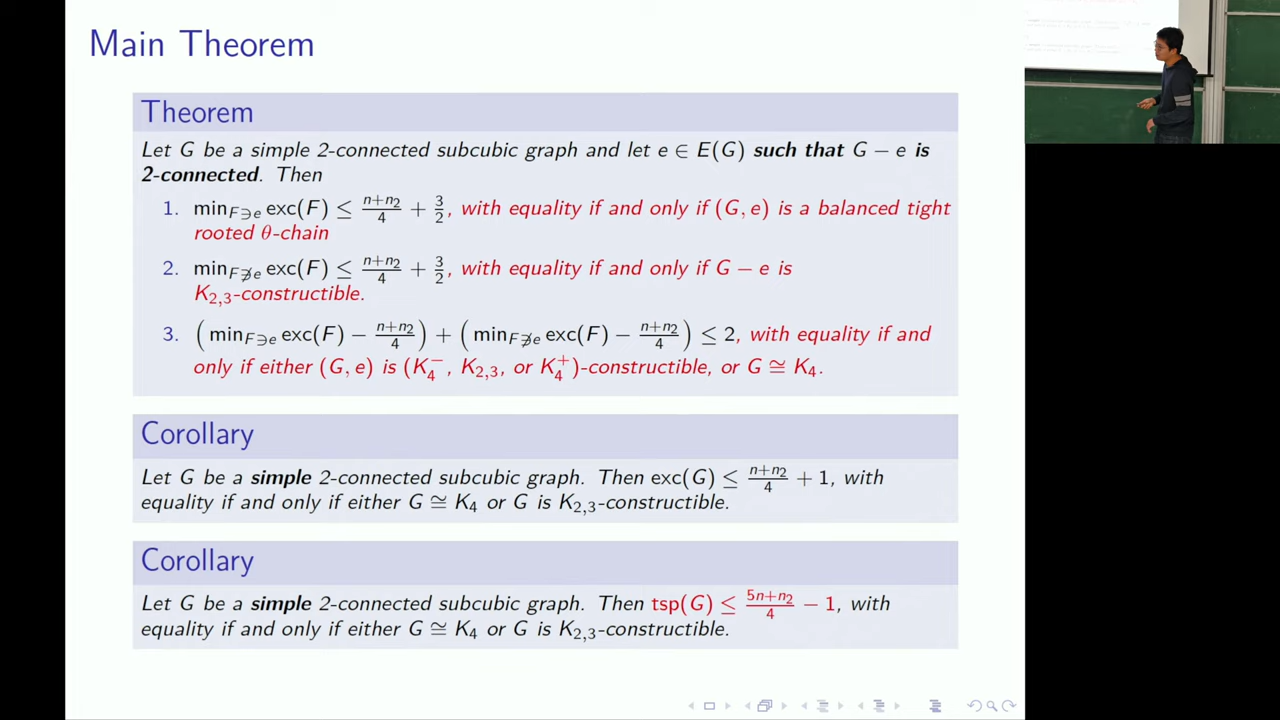 Main Theorem
Theorem
Let G be a simple 2-connected subcubic graph and let e ∈ E(G) such that G − e is
2-connected. Then
1. min_{F∋e} exc(F) ≤ (n+n₂)/4 + 3/2, with equality if and only if (G, e) is a balanced tight
rooted θ-chain
2. min_{F∌e} exc(F) ≤ (n+n₂)/4 + 3/2, with equality if and only if G − e is
K_{2,3}-constructible.
3. (min_{F∋e} exc(F) − (n+n₂)/4) + (min_{F∌e} exc(F) − (n+n₂)/4) ≤ 2, with equality if and
only if either (G, e) is (K₄⁻, K_{2,3}, or K₄⁺)-constructible, or G ≅ K₄.
Corollary
Let G be a simple 2-connected subcubic graph. Then exc(G) ≤ (n+n₂)/4 + 1, with
equality if and only if either G ≅ K₄ or G is K_{2,3}-constructible.
Corollary
Let G be a simple 2-connected subcubic graph. Then tsp(G) ≤ (5n+n₂)/4 − 1, with
equality if and only if either G ≅ K₄ or G is K_{2,3}-constructible.